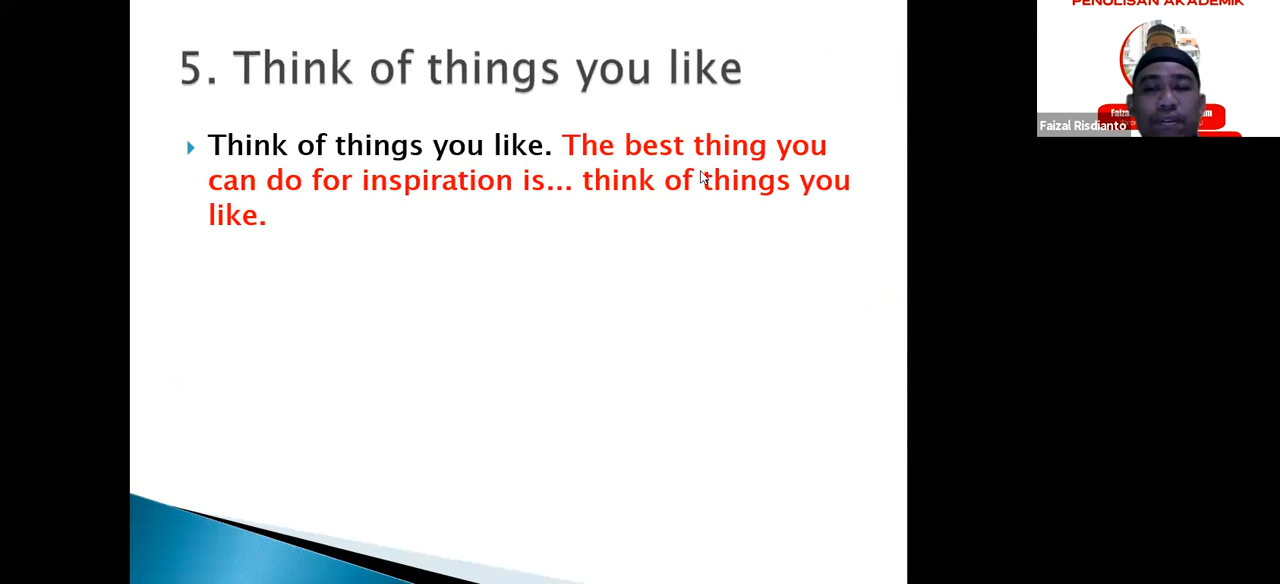 5. Think of things you like
Think of things you like. The best thing you
can do for inspiration is... think of things you
like.
PENULISAN AKADEMIK
Faizal Risdianto